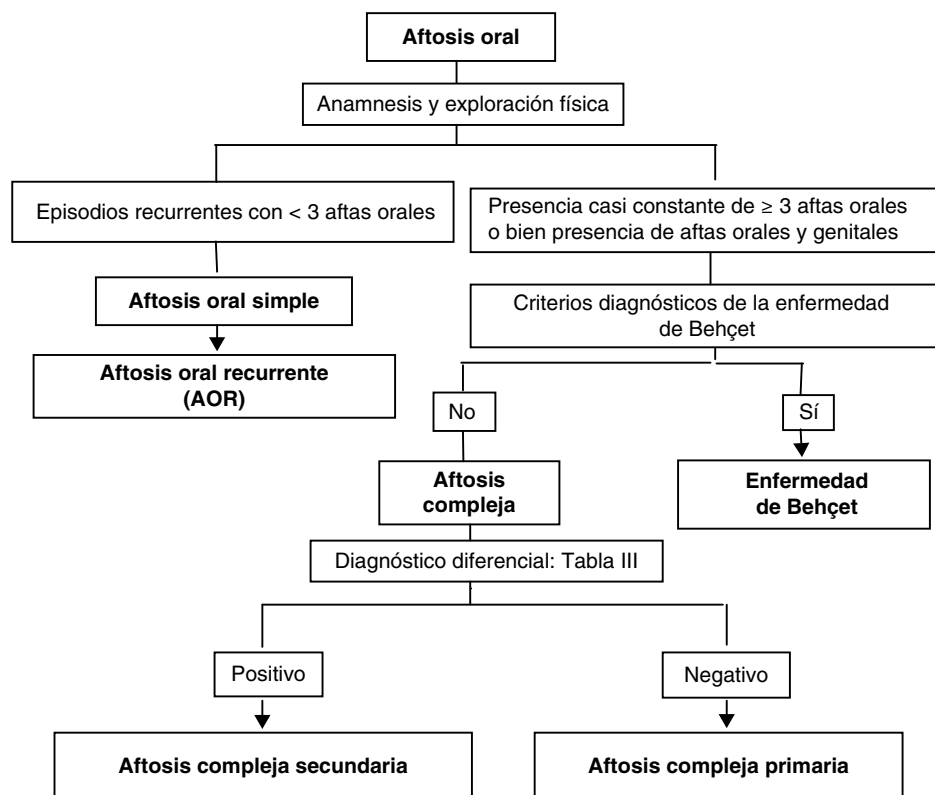 Aftosis oral
Anamnesis y exploración física
Episodios recurrentes con < 3 aftas orales
Presencia casi constante de ≥ 3 aftas orales
o bien presencia de aftas orales y genitales
Aftosis oral simple
Criterios diagnósticos de la enfermedad
de Behçet
Aftosis oral recurrente
(AOR)
No
Sí
Aftosis
compleja
Enfermedad
de Behçet
Diagnóstico diferencial: Tabla III
Positivo
Negativo
Aftosis compleja secundaria
Aftosis compleja primaria